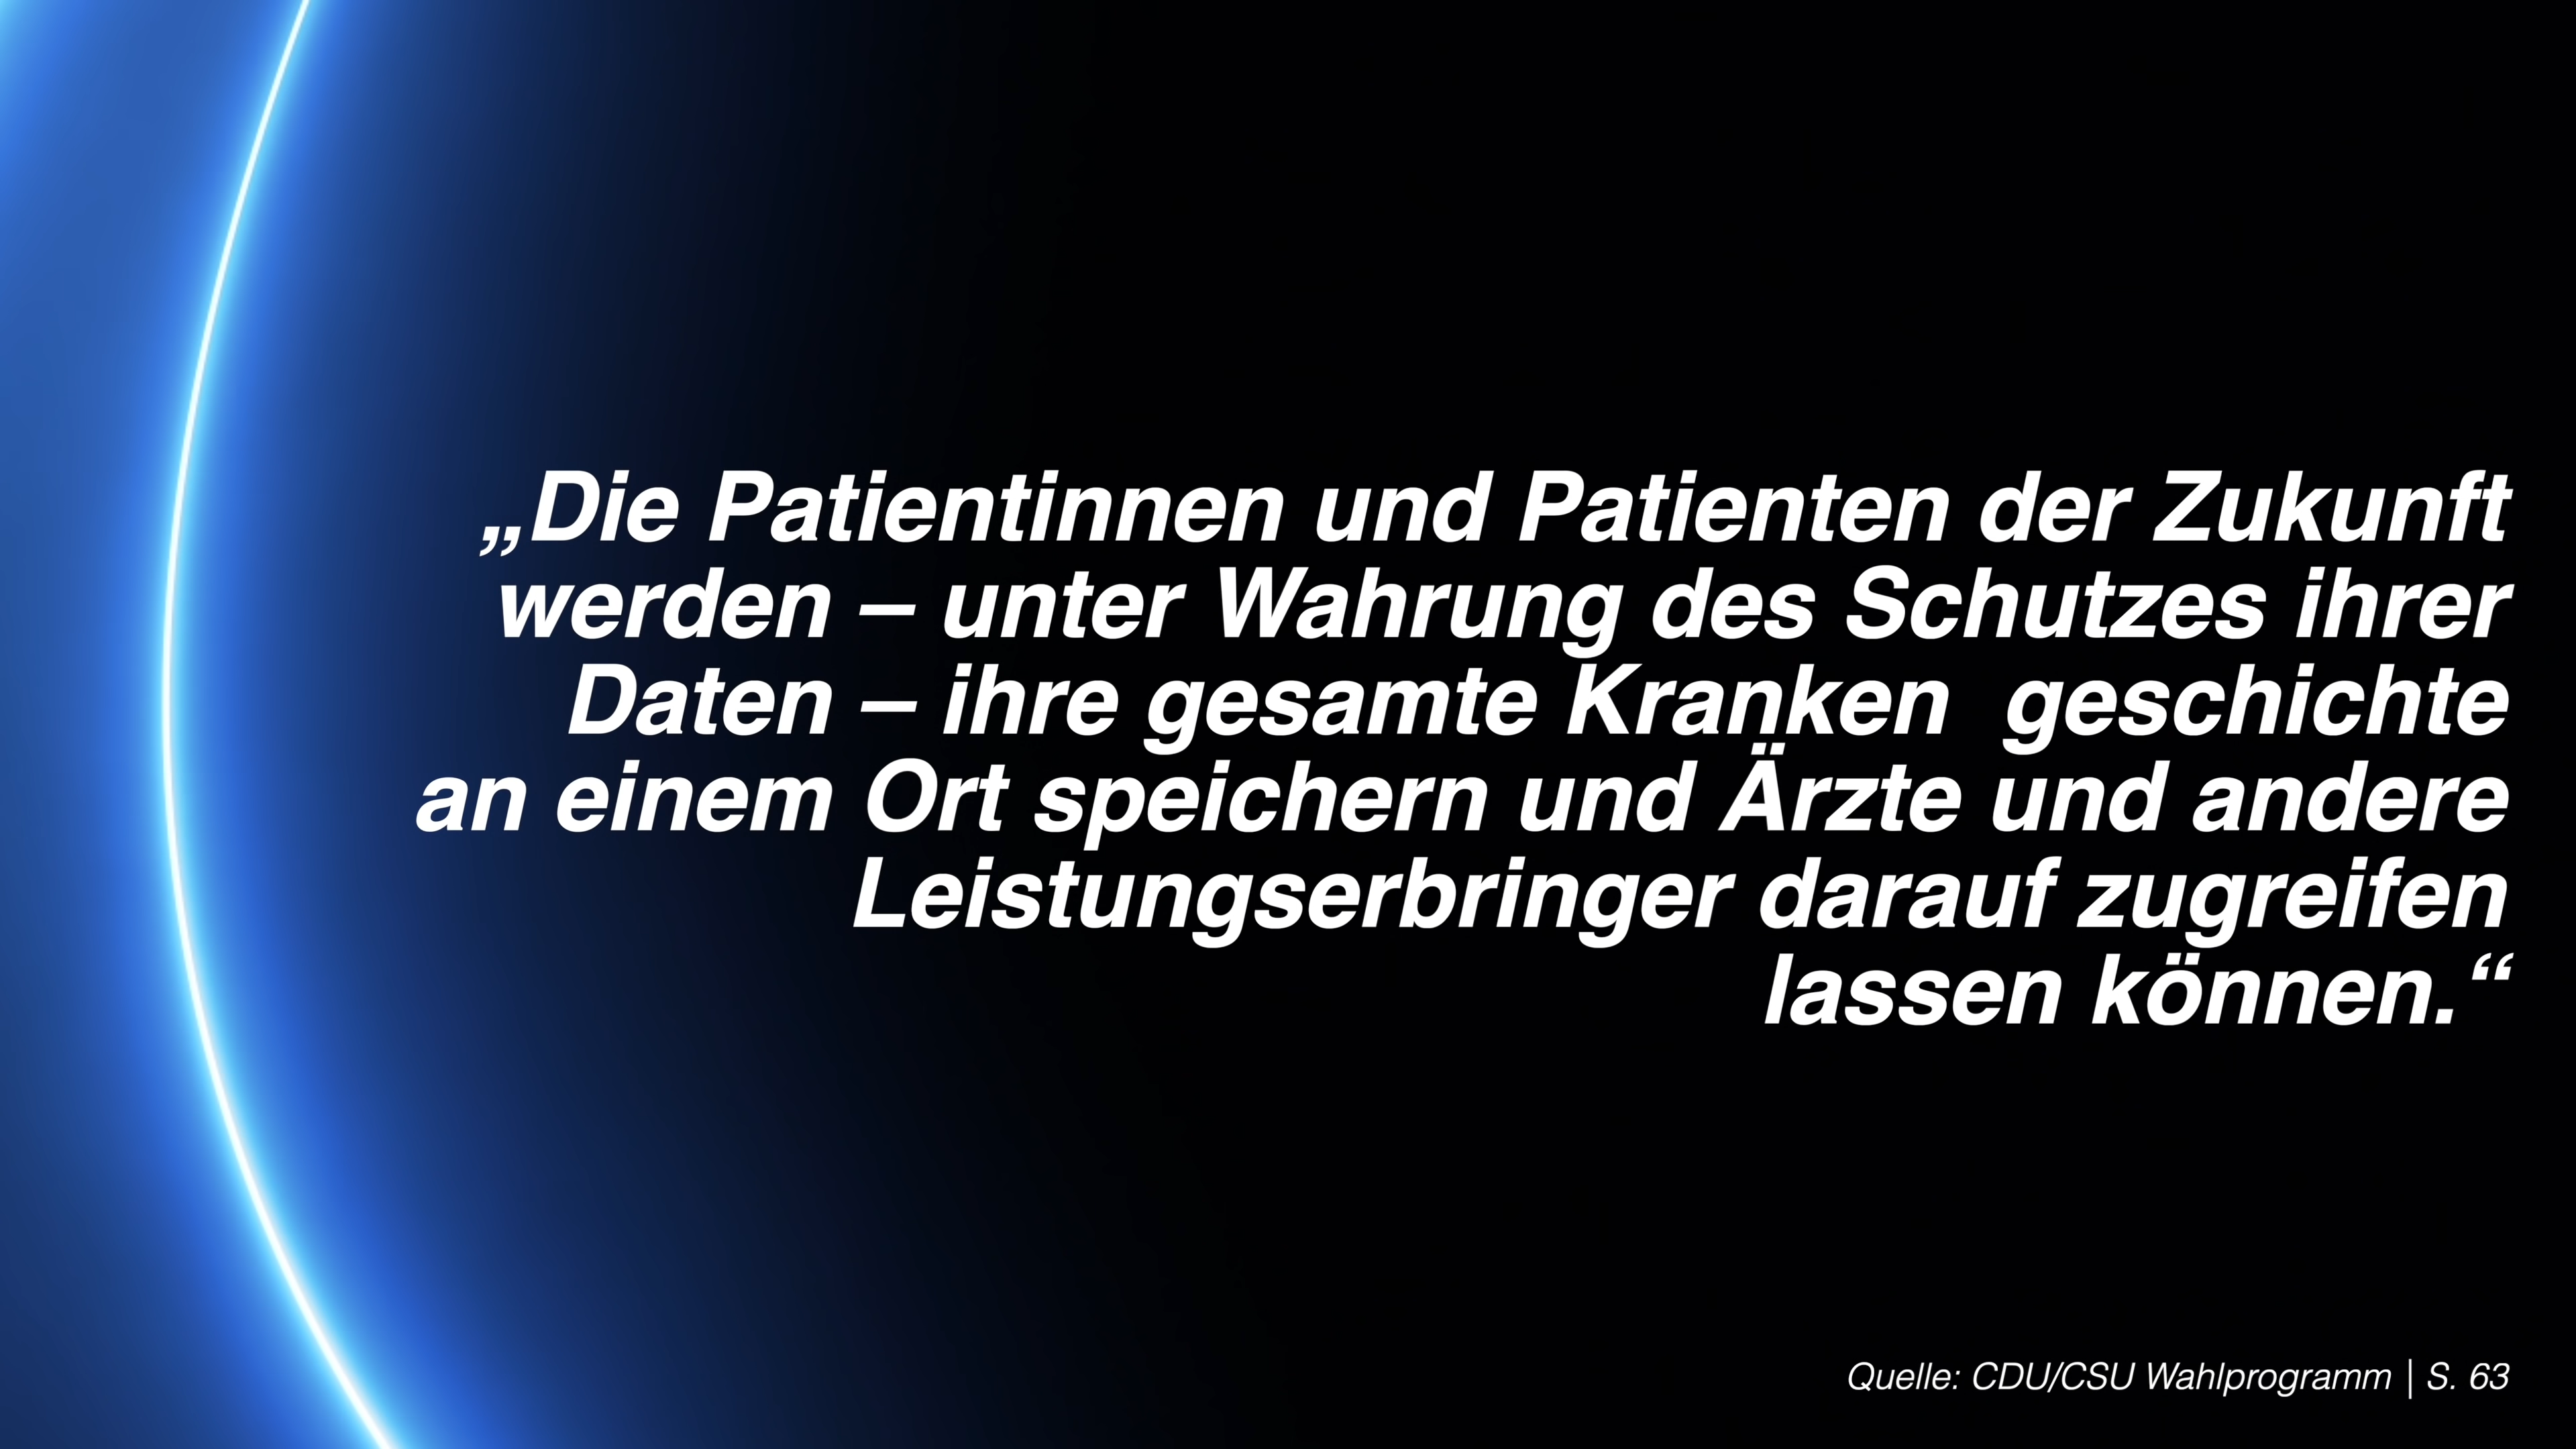 „Die Patientinnen und Patienten der Zukunft
werden – unter Wahrung des Schutzes ihrer
Daten – ihre gesamte Kranken  geschichte
an einem Ort speichern und Ärzte und andere
Leistungserbringer darauf zugreifen
lassen können.“
Quelle: CDU/CSU Wahlprogramm | S. 63